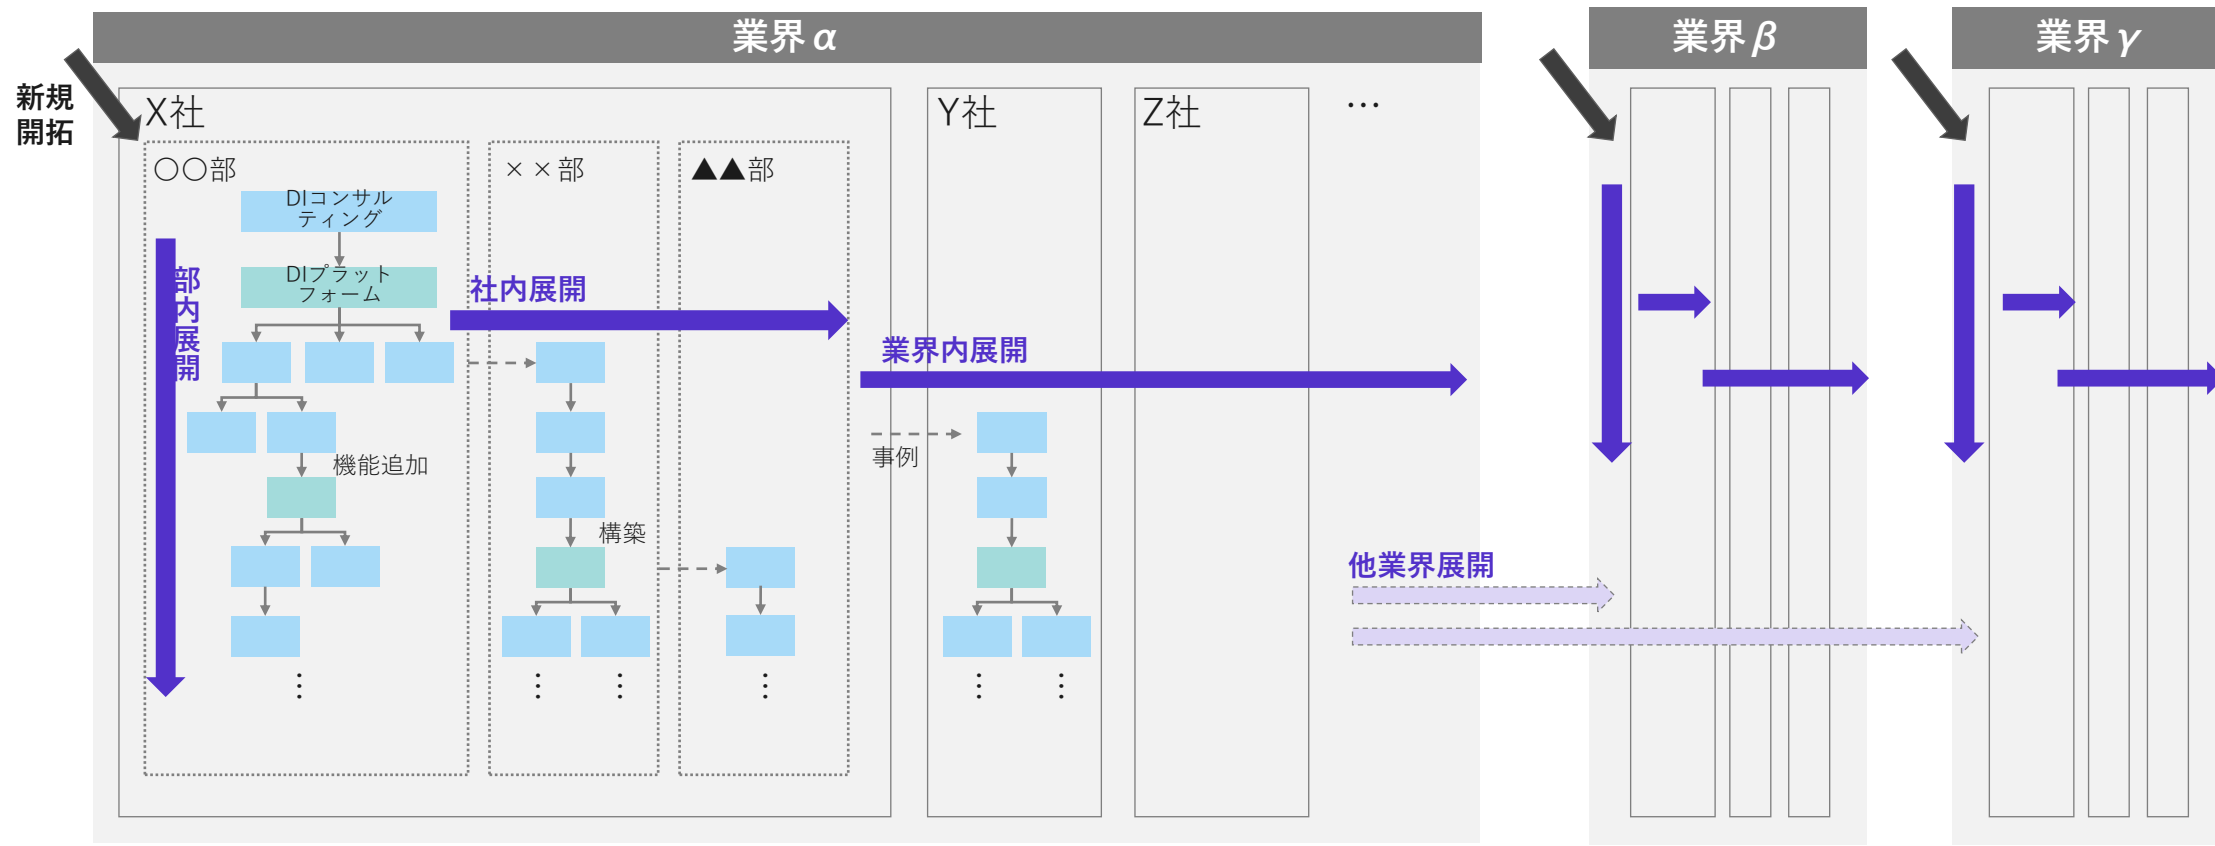 業界α
業界β
業界γ
新規
開拓
X社
Y社
Z社
…
○○部
××部
▲▲部
DIコンサル
ティング
DIプラット
フォーム
部内展開
社内展開
業界内展開
機能追加
事例
構築
他業界展開
⋮
⋮
⋮
⋮
⋮
⋮